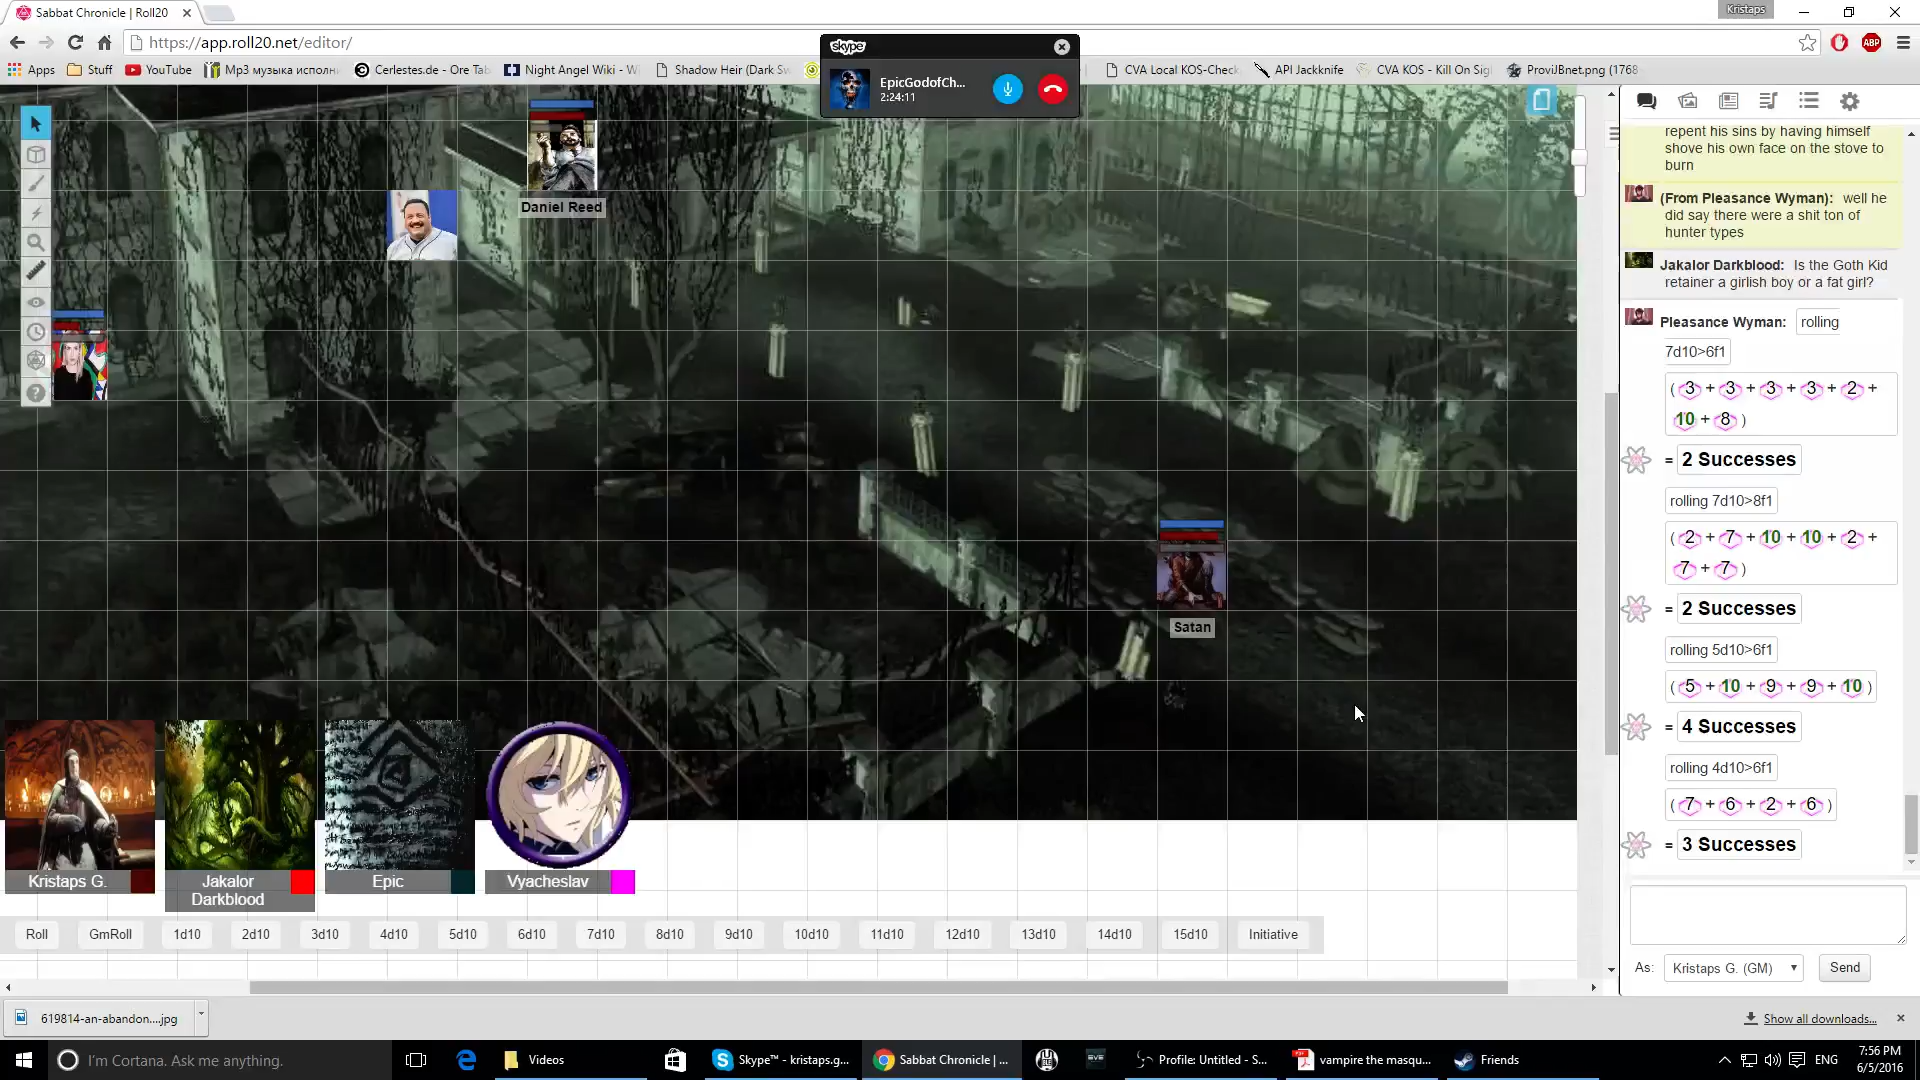 Sabbat Chronicle | Roll20
Kristaps
https://app.roll20.net/editor/
Apps
Stuff
YouTube
Mp3 музыка исполни
Cerlestes.de - Ore Tab
Night Angel Wiki - W
Shadow Heir (Dark Sw
CVA Local KOS-Check
API Jackknife
CVA KOS - Kill On Sig
ProviJBnet.png (1768
skype
EpicGodofCh...
2:24:11
Daniel Reed
Satan
repent his sins by having himself
shove his own face on the stove to
burn
(From Pleasance Wyman): well he
did say there were a shit ton of
hunter types
Jakalor Darkblood: Is the Goth Kid
retainer a girlish boy or a fat girl?
Pleasance Wyman: rolling
7d10>6f1
(3+3+3+3+2+
10+8)
= 2 Successes
rolling 7d10>8f1
(2+7+10+10+2+
7+7)
= 2 Successes
rolling 5d10>6f1
(5+10+9+9+10)
= 4 Successes
rolling 4d10>6f1
(7+6+2+6)
= 3 Successes
As: Kristaps G. (GM)
Send
Kristaps G.
Jakalor
Darkblood
Epic
Vyacheslav
Roll
GmRoll
1d10
2d10
3d10
4d10
5d10
6d10
7d10
8d10
9d10
10d10
11d10
12d10
13d10
14d10
15d10
Initiative
619814-an-abandon....jpg
Show all downloads...
I'm Cortana. Ask me anything.
Videos
Skype™ - kristaps.g...
Sabbat Chronicle | ...
EVE
Profile: Untitled - S...
vampire the masqu...
Friends
ENG
7:56 PM
6/5/2016